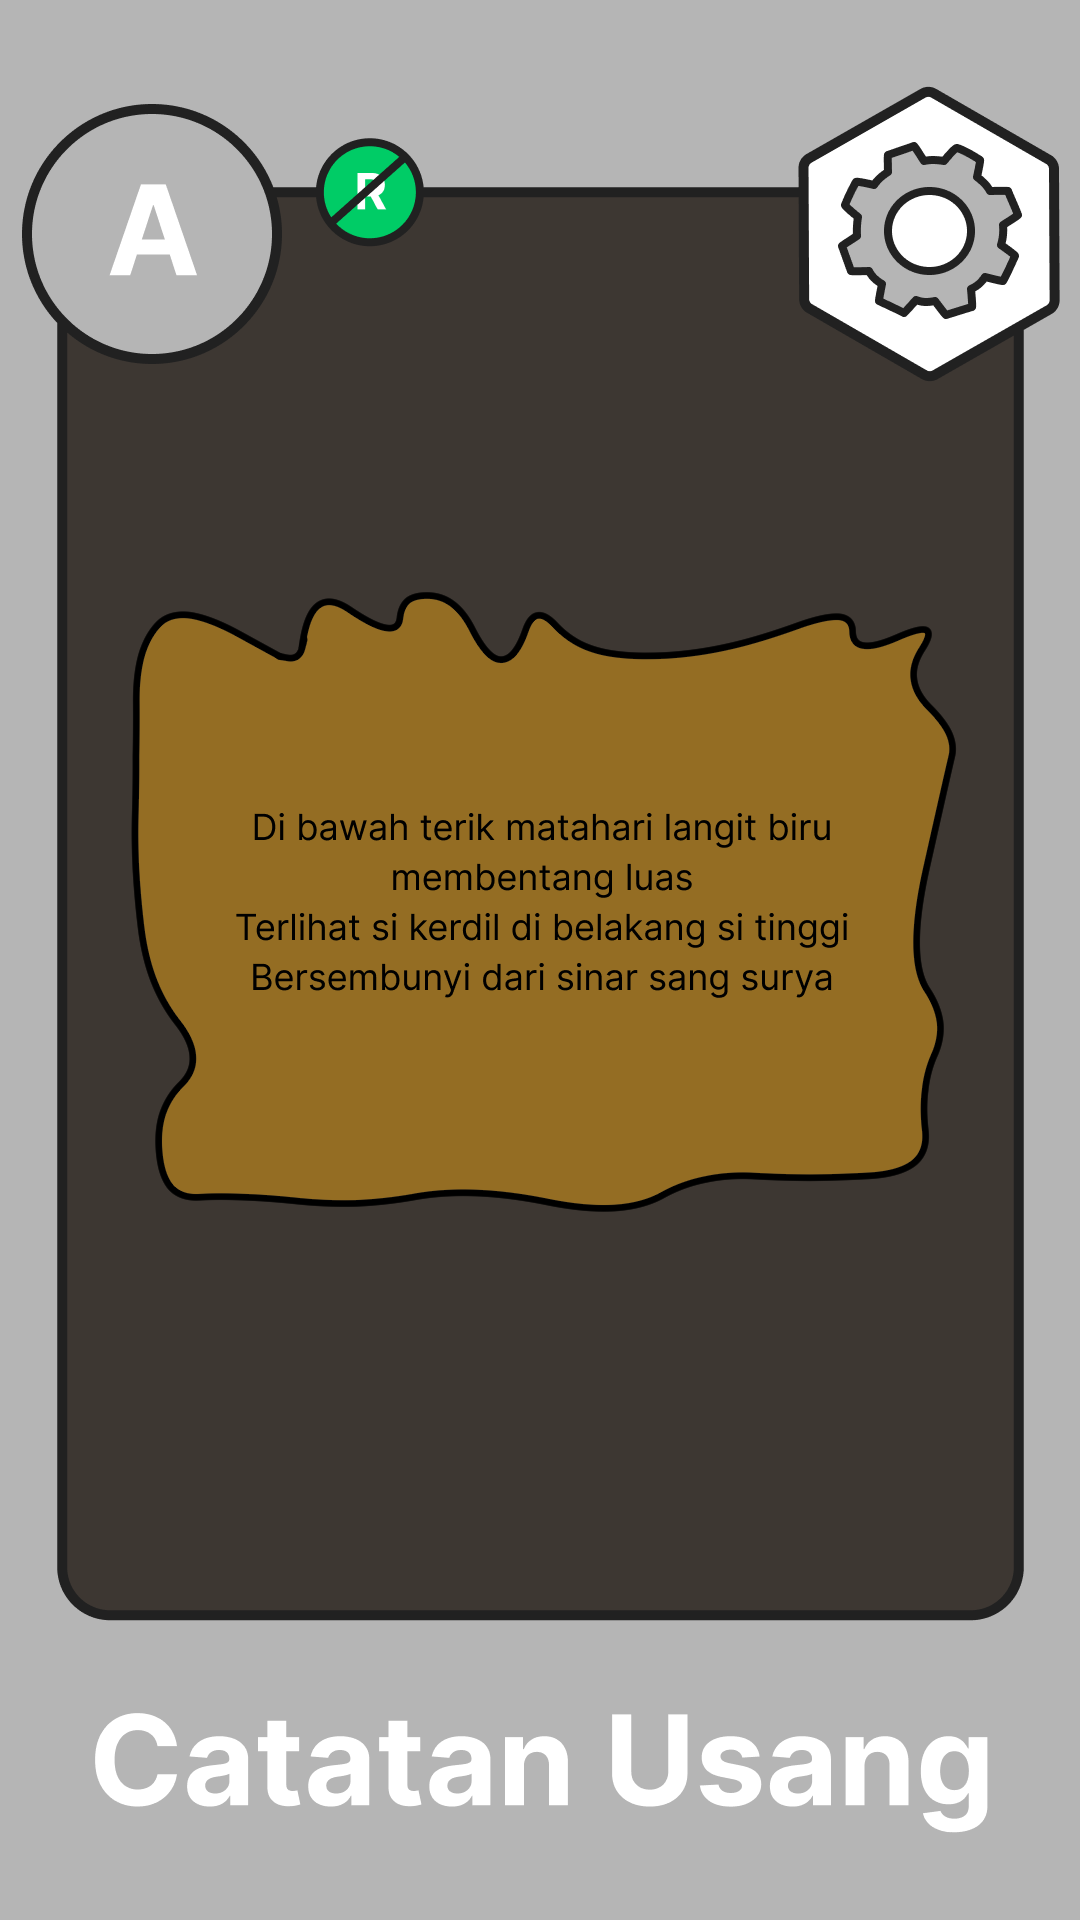 A
R
Di bawah terik matahari langit biru
membentang luas
Terlihat si kerdil di belakang si tinggi
Bersembunyi dari sinar sang surya
Catatan Usang